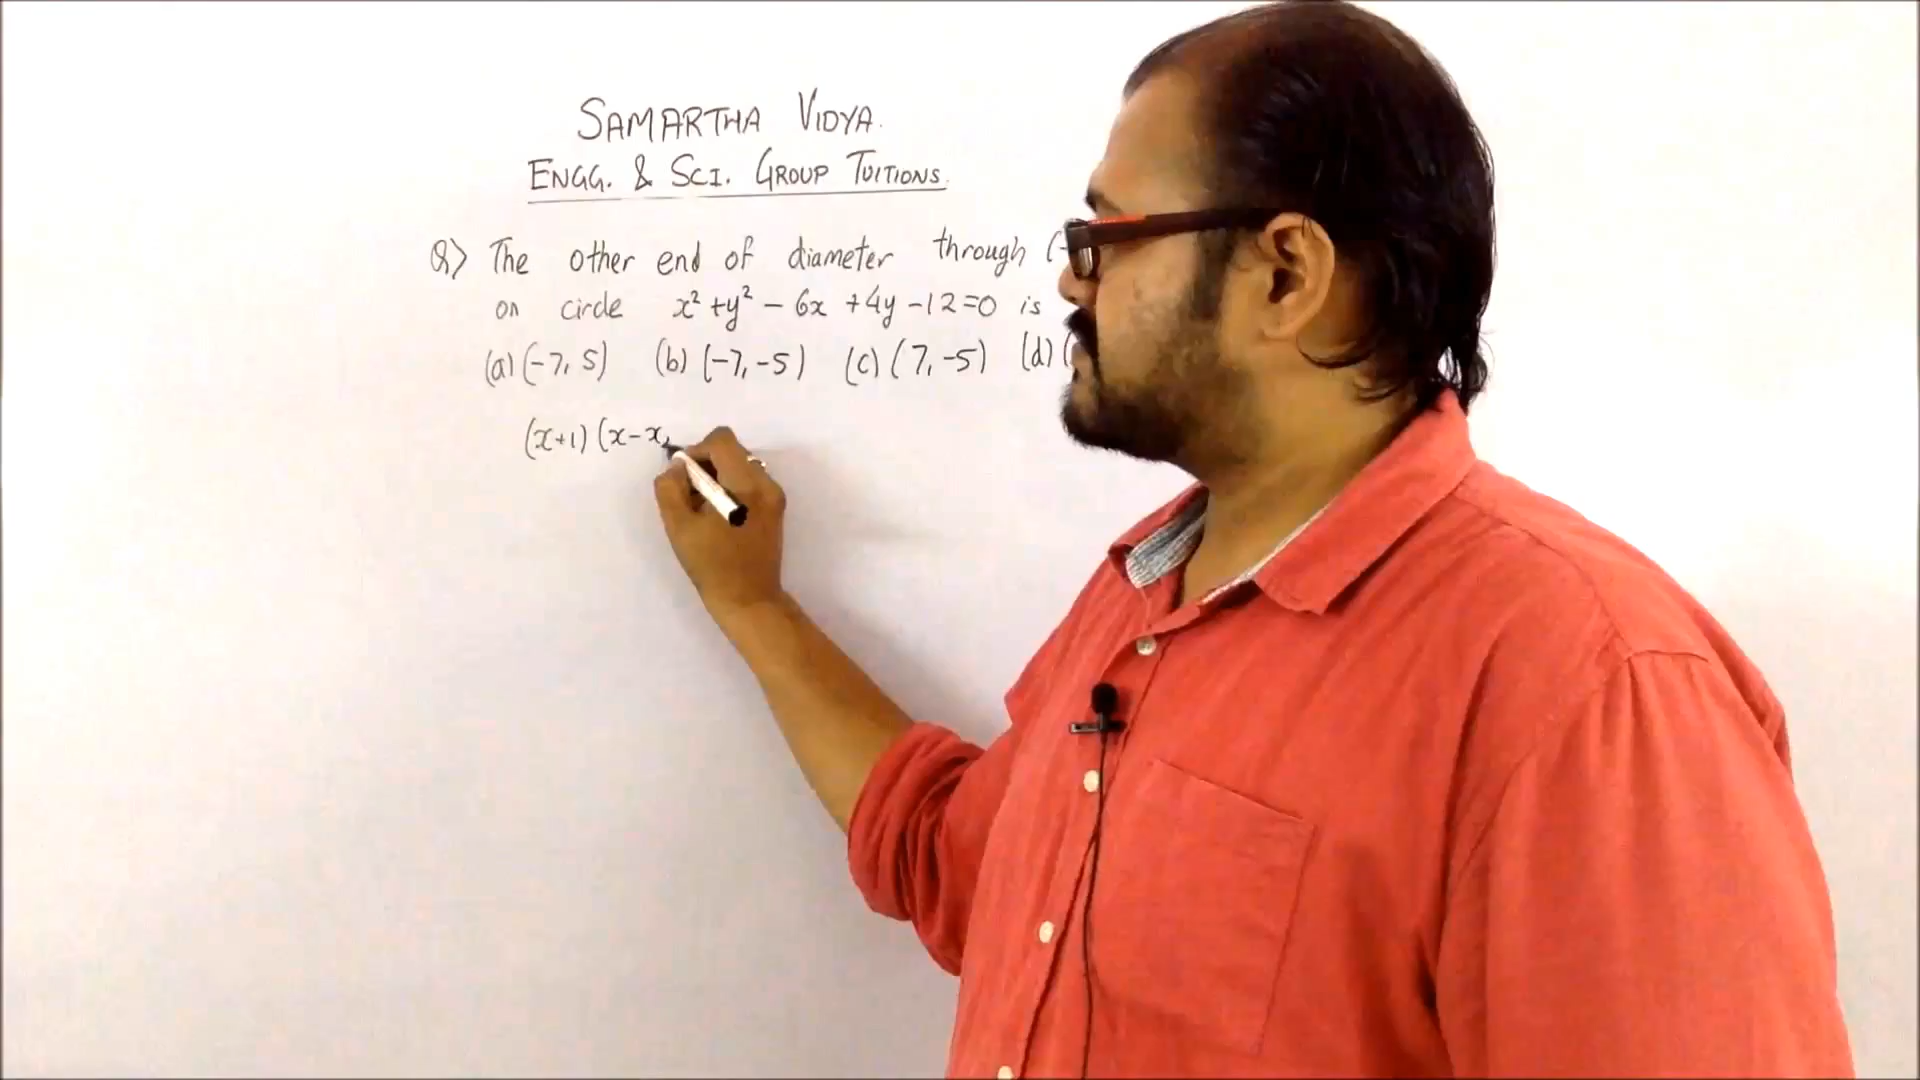 SAMARTHA VIDYA.
ENGG. & SCI. GROUP TUITIONS.
Q) The other end of diameter through (-
on circle x² + y² - 6x + 4y - 12 = 0 is
(a) (-7, 5) (b) (-7, -5) (c) (7, -5) (d) (
(x+1) (x-x₁